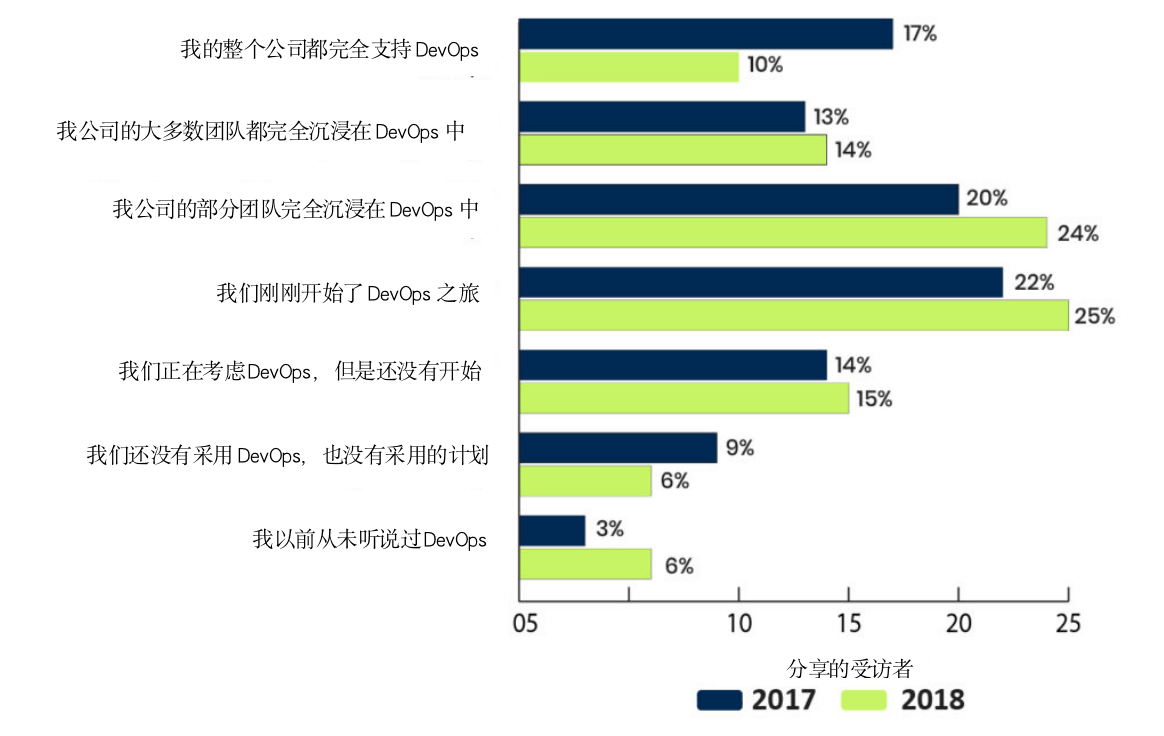 我的整个公司都完全支持 DevOps
17%
10%
我公司的大多数团队都完全沉浸在 DevOps 中
13%
14%
我公司的部分团队完全沉浸在 DevOps 中
20%
24%
我们刚刚开始了 DevOps 之旅
22%
25%
我们正在考虑DevOps，但是还没有开始
14%
15%
我们还没有采用 DevOps，也没有采用的计划
9%
6%
我以前从未听说过DevOps
3%
6%
05 10 15 20 25
分享的受访者
2017 2018